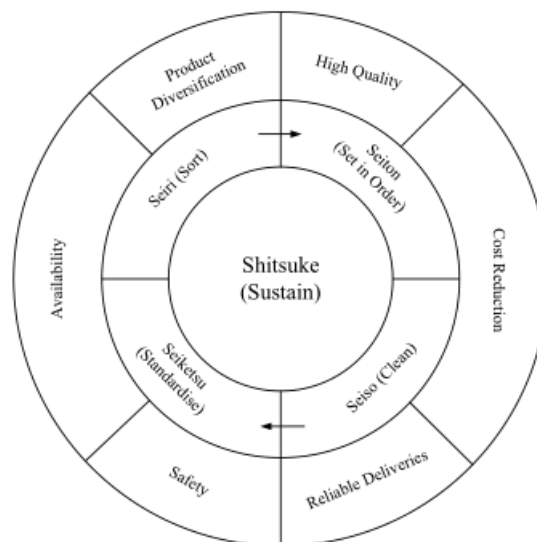 Product
Diversification
High Quality
Seiri (Sort)
Seiton
(Set in Order)
Availability
Shitsuke
(Sustain)
Cost Reduction
Seiketsu
(Standardise)
Seiso (Clean)
Safety
Reliable Deliveries